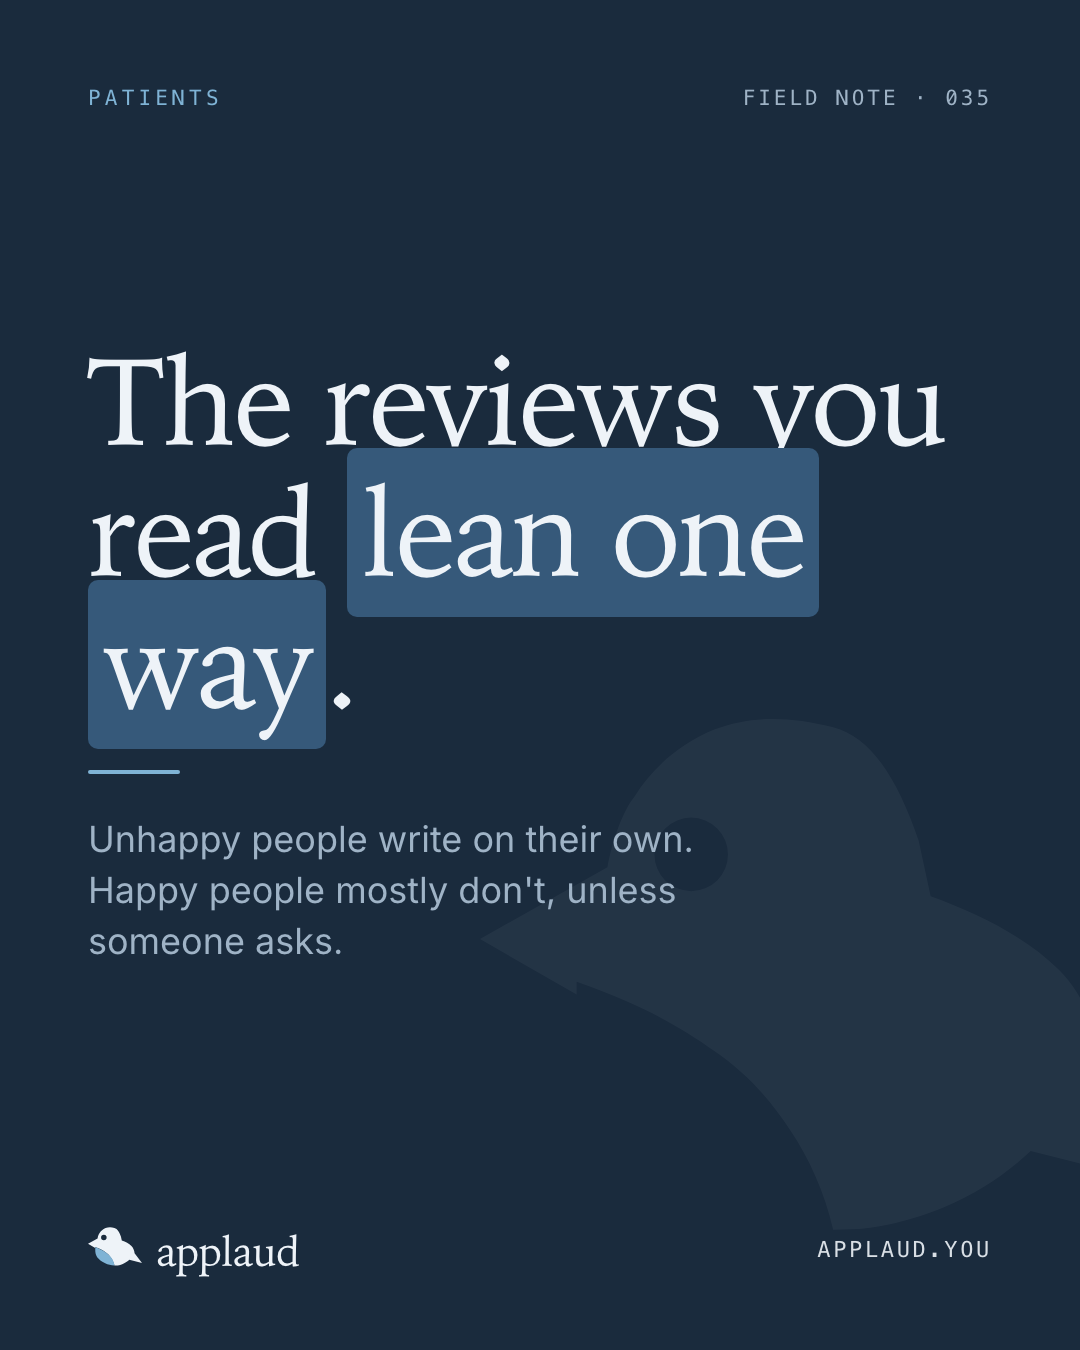 PATIENTS
FIELD NOTE · 035
The reviews you
read lean one
way.
Unhappy people write on their own.
Happy people mostly don't, unless
someone asks.
applaud
APPLAUD.YOU